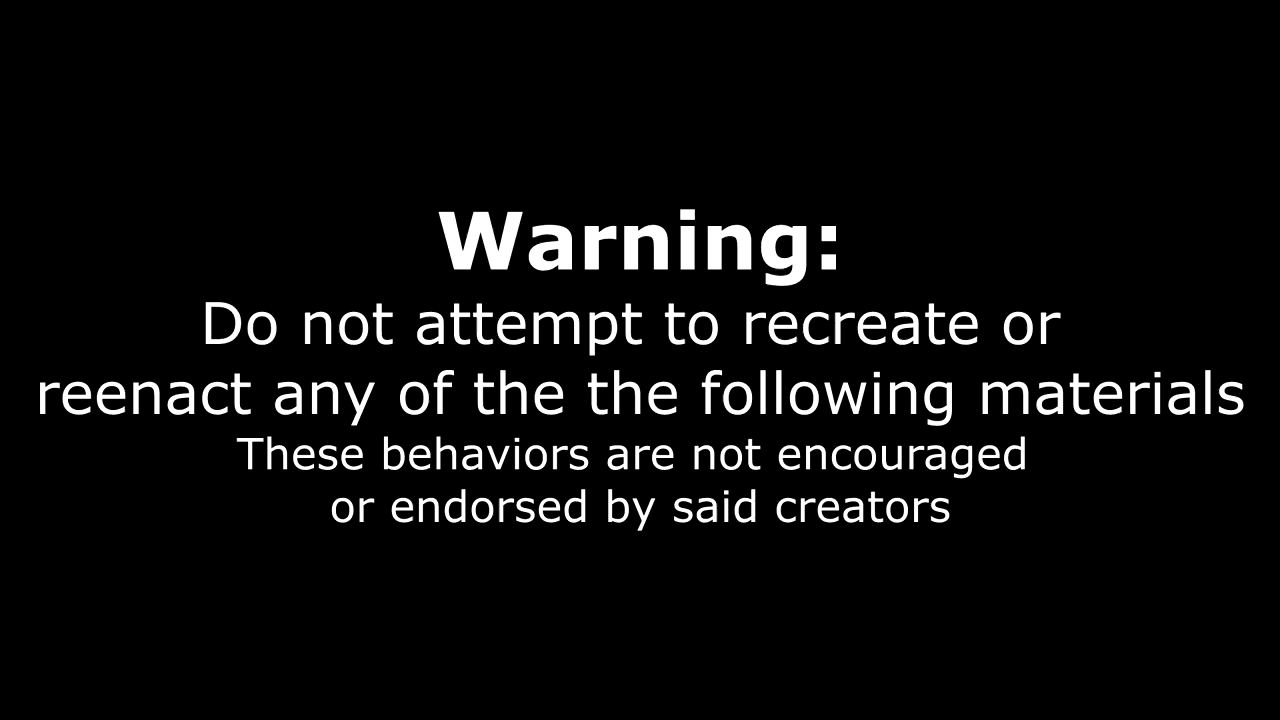 Warning:
Do not attempt to recreate or
reenact any of the the following materials
These behaviors are not encouraged
or endorsed by said creators